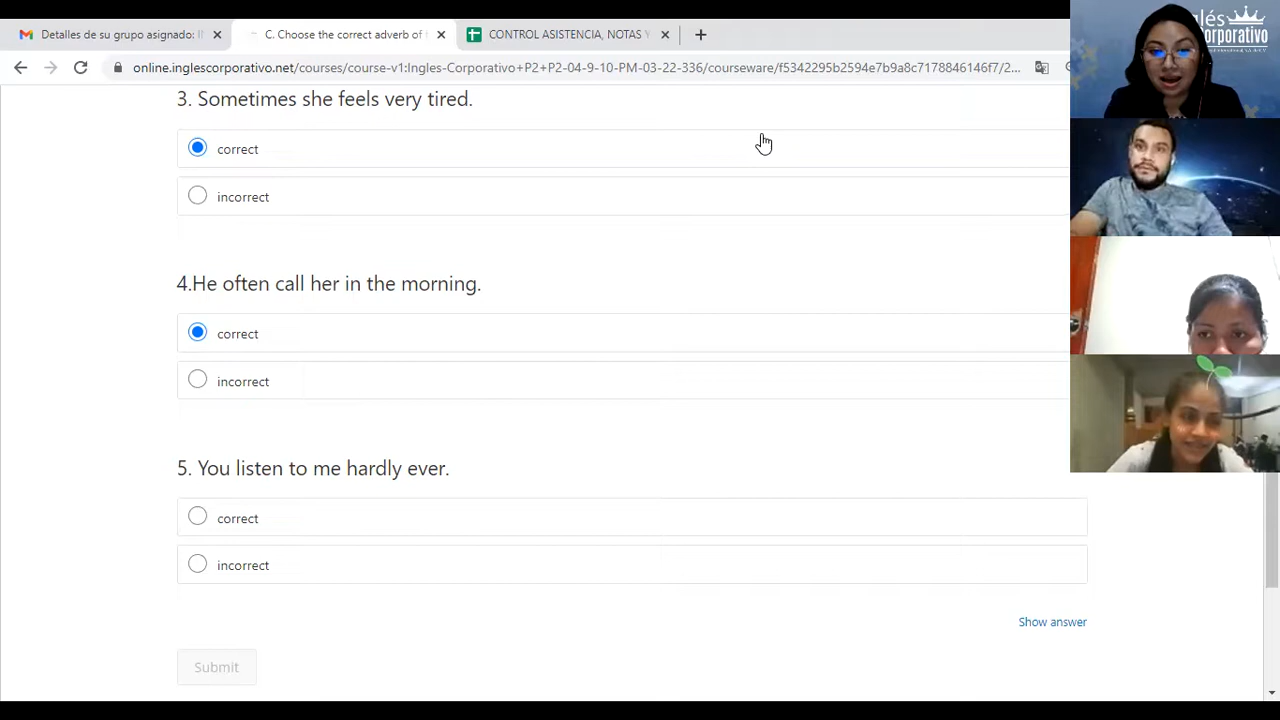 Detalles de su grupo asignado: I
C. Choose the correct adverb of
CONTROL ASISTENCIA, NOTAS
online.inglescorporativo.net/courses/course-v1:Ingles-Corporativo+P2+P2-04-9-10-PM-03-22-336/courseware/f5342295b2594e7b9a8c7178846146f7/2...
3. Sometimes she feels very tired.
correct
incorrect
4.He often call her in the morning.
correct
incorrect
5. You listen to me hardly ever.
correct
incorrect
Show answer
Submit